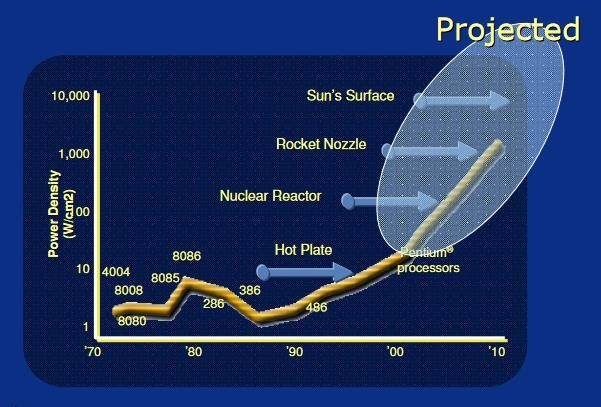 Projected
10,000
Sun's Surface
Rocket Nozzle
1,000
Nuclear Reactor
Power Density
(W/cm2)
00
Hot Plate
Pentium®
processors
8086
10
4004
8085
8008
386
286
486
8080
1
'70
'80
'90
'00
'10